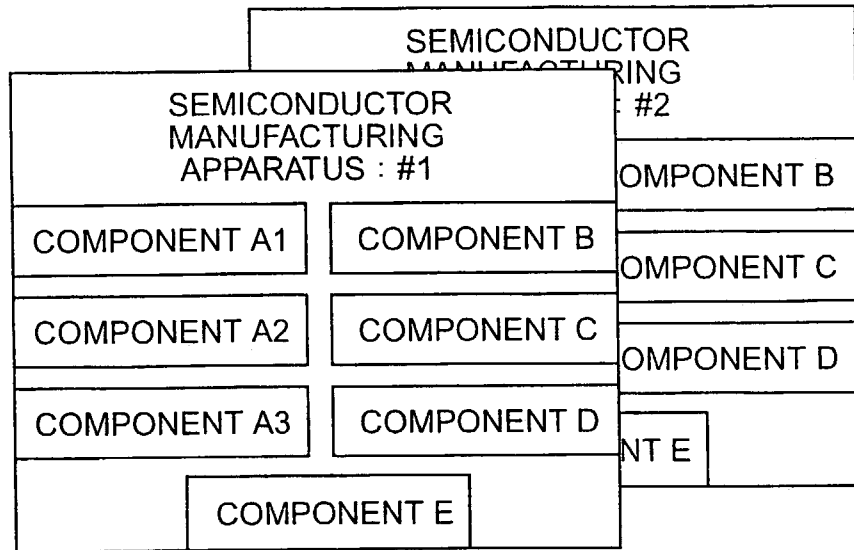 SEMICONDUCTOR
MANUFACTURING
: #2
OMPONENT B
OMPONENT C
OMPONENT D
NT E
SEMICONDUCTOR
MANUFACTURING
APPARATUS : #1
COMPONENT A1
COMPONENT B
COMPONENT A2
COMPONENT C
COMPONENT A3
COMPONENT D
COMPONENT E